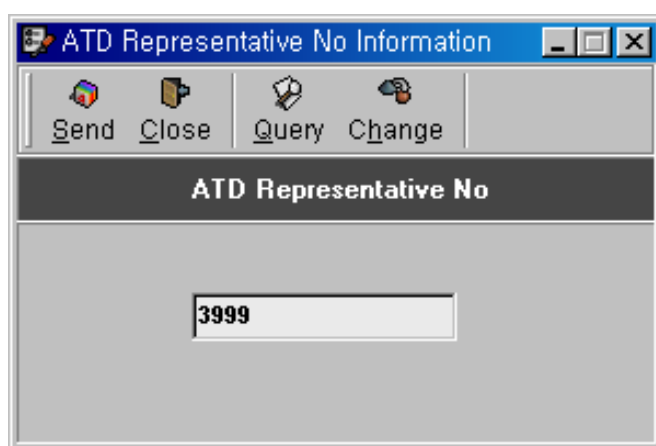 ATD Representative No Information
Send Close Query Change
ATD Representative No
3999